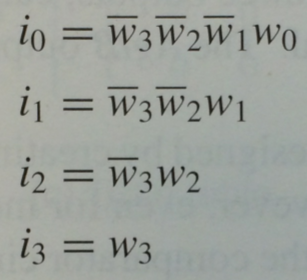 i₀ = w̅₃w̅₂w̅₁w₀
i₁ = w̅₃w̅₂w₁
i₂ = w̅₃w₂
i₃ = w₃